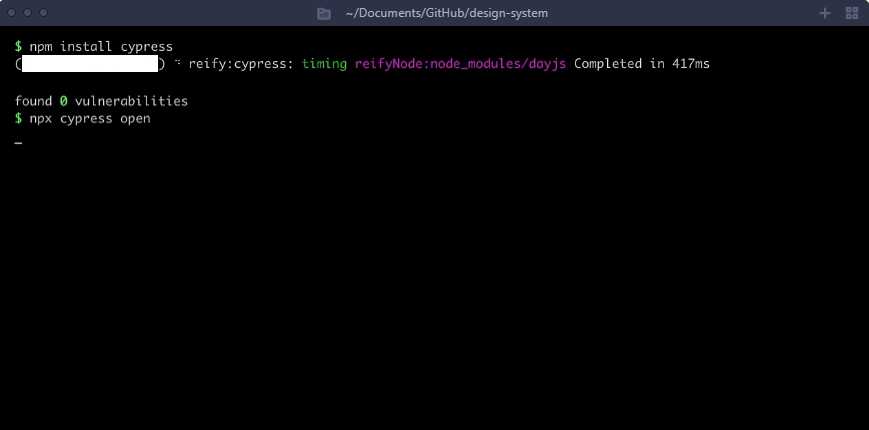 ~/Documents/GitHub/design-system
$ npm install cypress
( ) ⠙ reify:cypress: timing reifyNode:node_modules/dayjs Completed in 417ms
found 0 vulnerabilities
$ npx cypress open
_